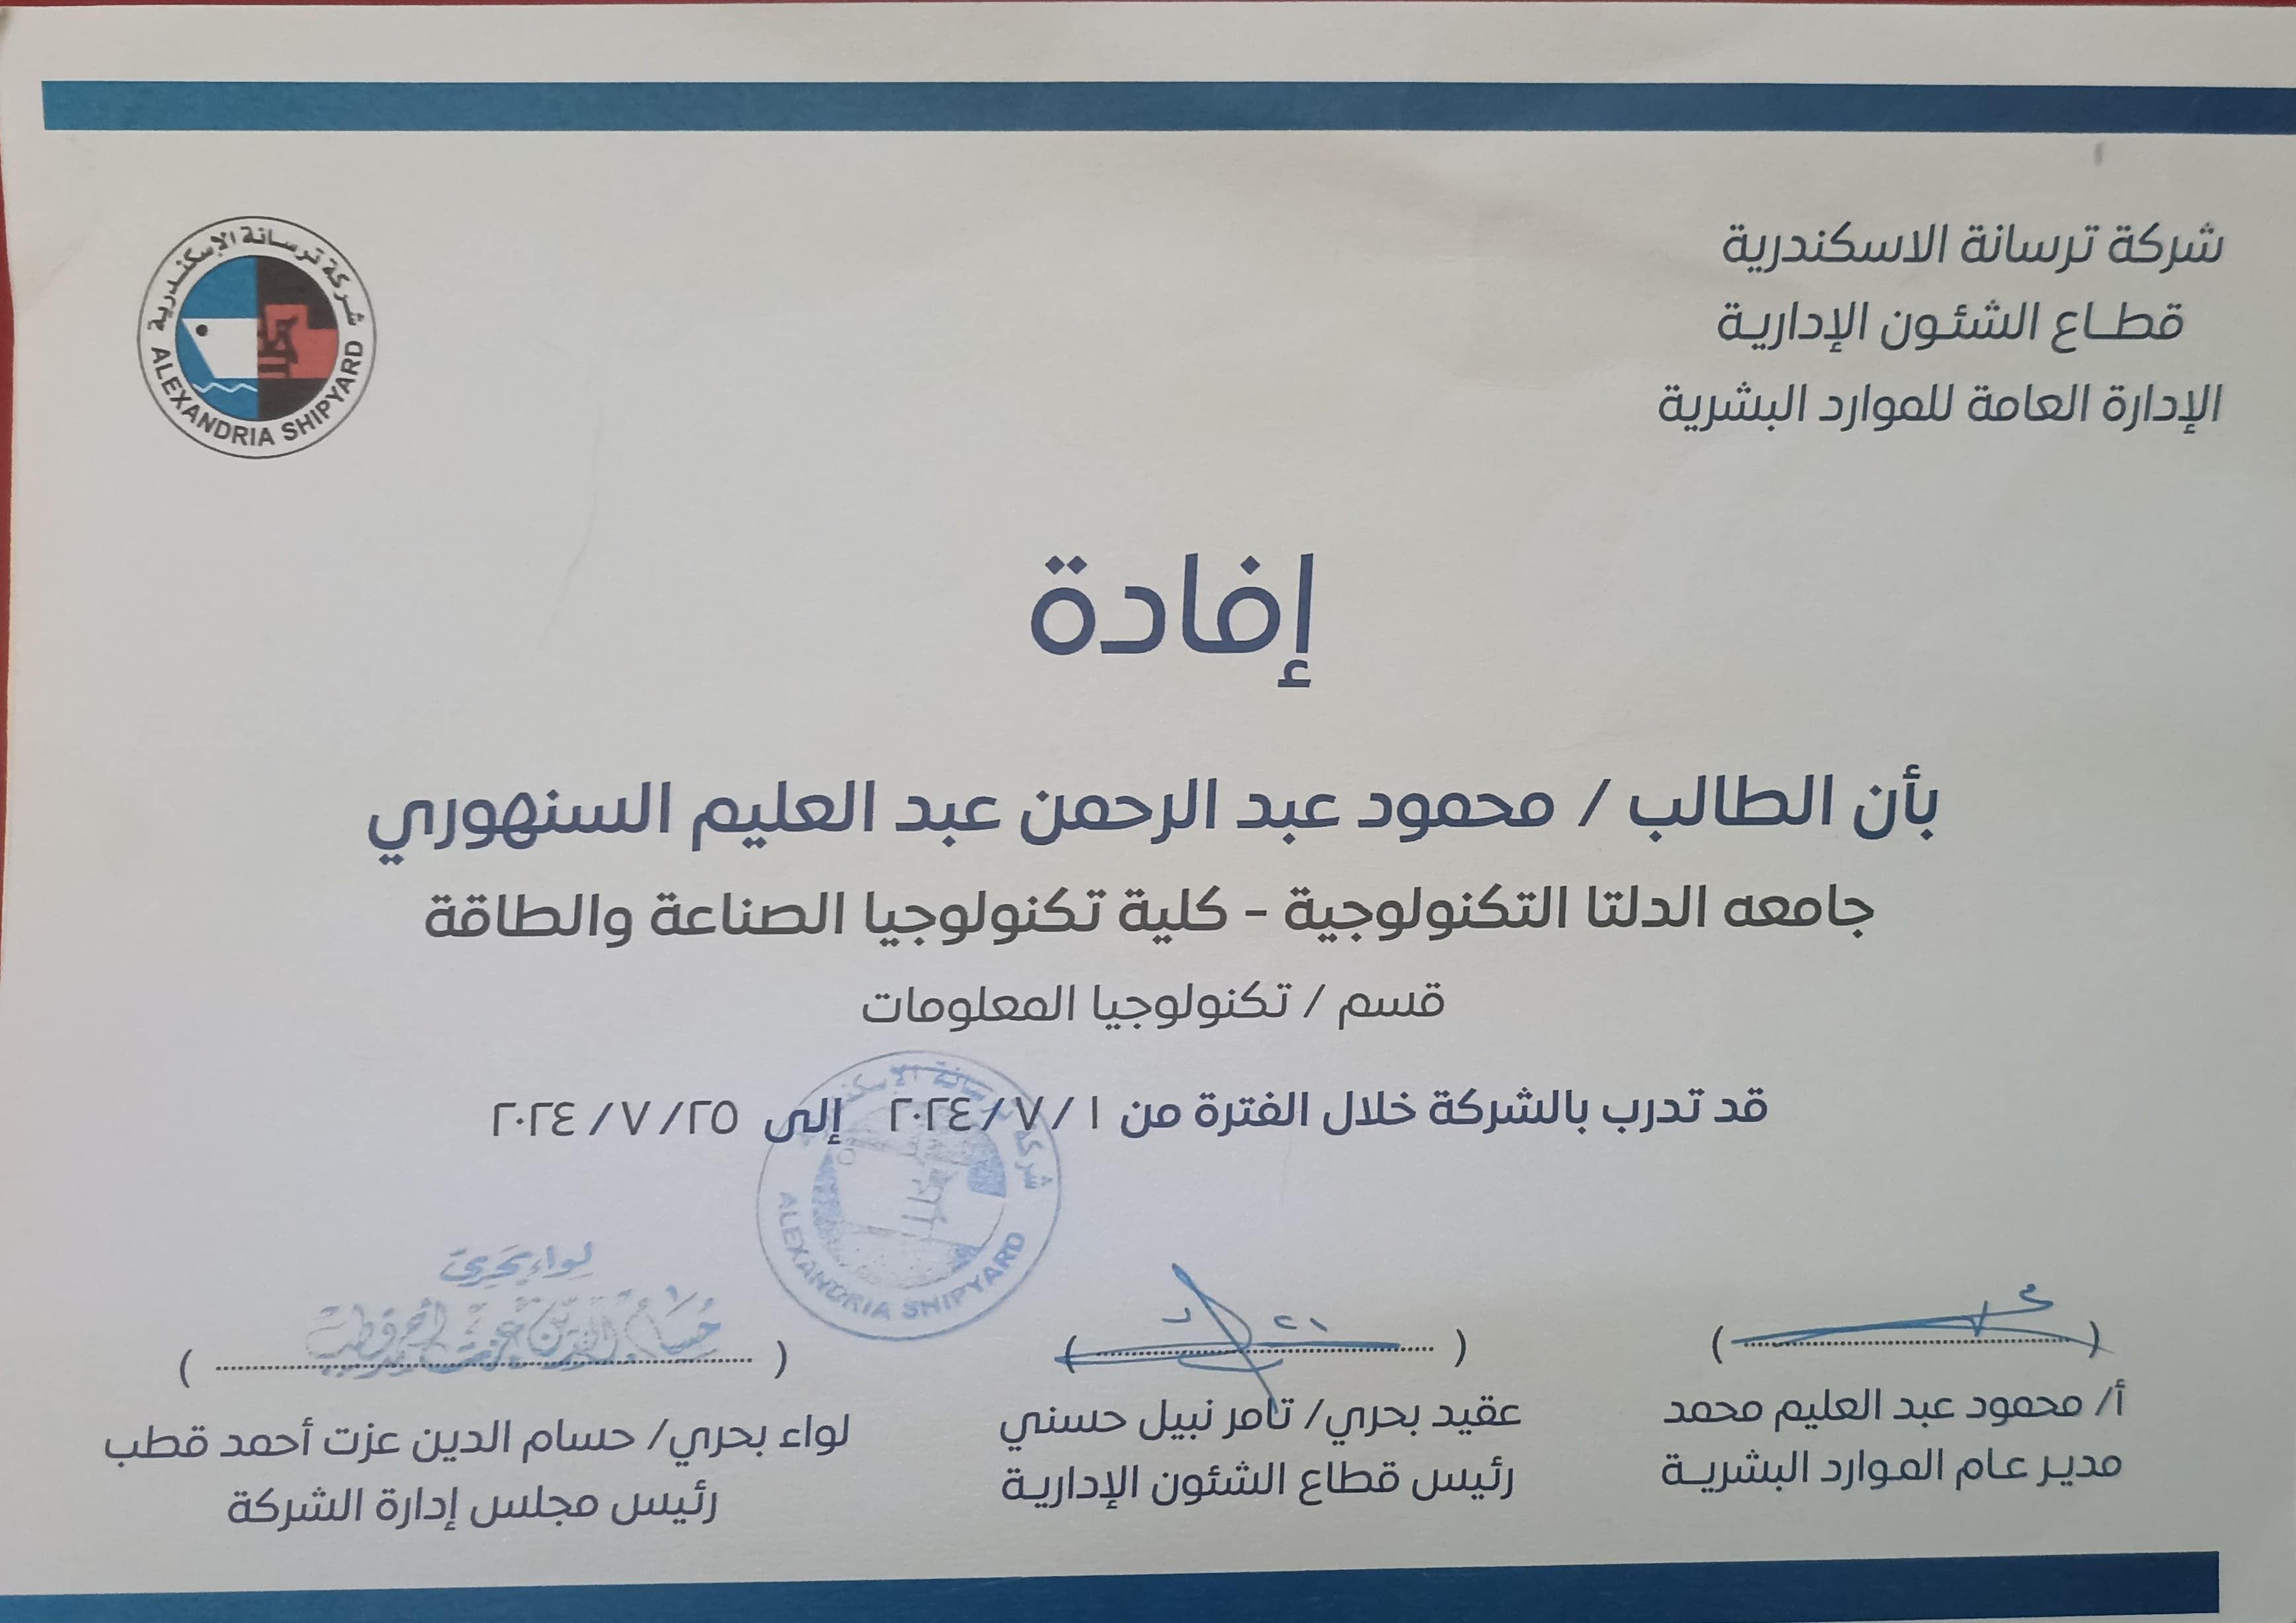 شركة ترسانة الاسكندرية
قطاع الشئون الإدارية
الإدارة العامة للموارد البشرية
شركة ترسانة الإسكندرية
ALEXANDRIA SHIPYARD
إفادة
بأن الطالب / محمود عبد الرحمن عبد العليم السنهوري
جامعه الدلتا التكنولوجية - كلية تكنولوجيا الصناعة والطاقة
قسم / تكنولوجيا المعلومات
قد تدرب بالشركة خلال الفترة من ١ / ٧ / ٢٠٢٤ إلى ٢٥ / ٧ / ٢٠٢٤
ALEXANDRIA SHIPYARD
لواء بحرى
حسام الدين عزت أحمد قطب
(....................) (....................) (....................)
أ/ محمود عبد العليم محمد
مدير عام الموارد البشرية
عقيد بحري/ تامر نبيل حسني
رئيس قطاع الشئون الإدارية
لواء بحري/ حسام الدين عزت أحمد قطب
رئيس مجلس إدارة الشركة